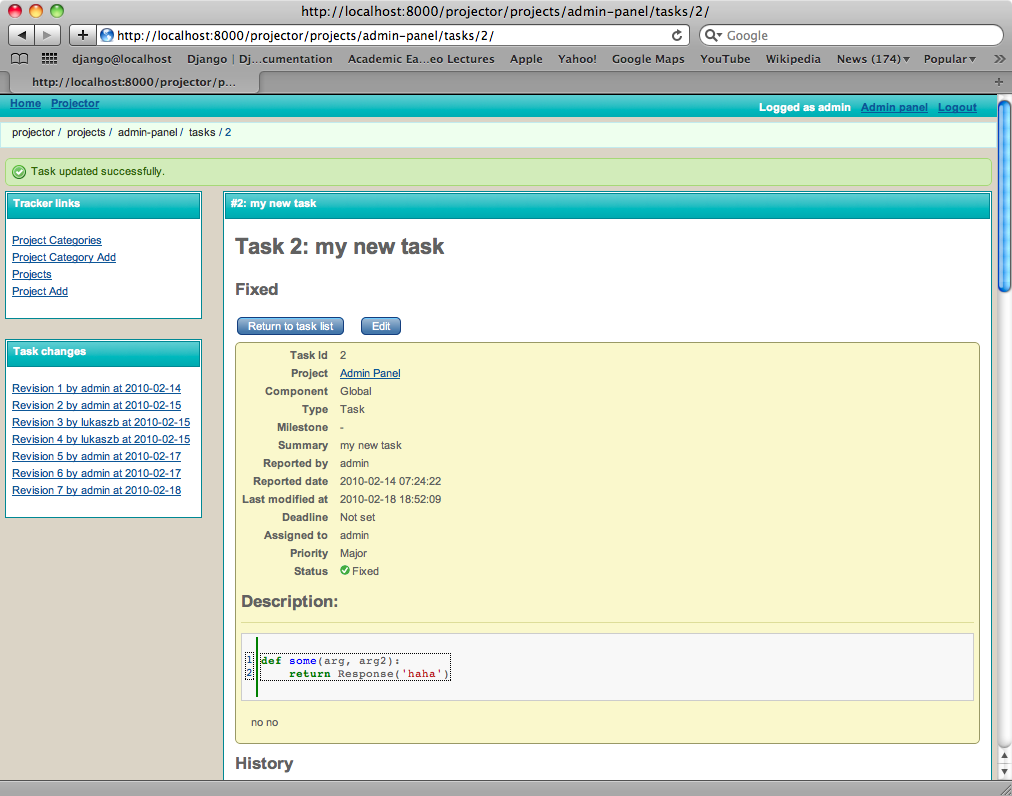 http://localhost:8000/projector/projects/admin-panel/tasks/2/
http://localhost:8000/projector/projects/admin-panel/tasks/2/
Google
django@localhost Django | Dj...cumentation Academic Ea...eo Lectures Apple Yahoo! Google Maps YouTube Wikipedia News (174) Popular
http://localhost:8000/projector/p...
Home Projector
Logged as admin Admin panel Logout
projector / projects / admin-panel / tasks / 2
Task updated successfully.
Tracker links
Project Categories
Project Category Add
Projects
Project Add
Task changes
Revision 1 by admin at 2010-02-14
Revision 2 by admin at 2010-02-15
Revision 3 by lukaszb at 2010-02-15
Revision 4 by lukaszb at 2010-02-15
Revision 5 by admin at 2010-02-17
Revision 6 by admin at 2010-02-17
Revision 7 by admin at 2010-02-18
#2: my new task
Task 2: my new task
Fixed
Return to task list Edit
Task Id 2
Project Admin Panel
Component Global
Type Task
Milestone -
Summary my new task
Reported by admin
Reported date 2010-02-14 07:24:22
Last modified at 2010-02-18 18:52:09
Deadline Not set
Assigned to admin
Priority Major
Status Fixed
Description:
1 def some(arg, arg2):
2 return Response('haha')
no no
History